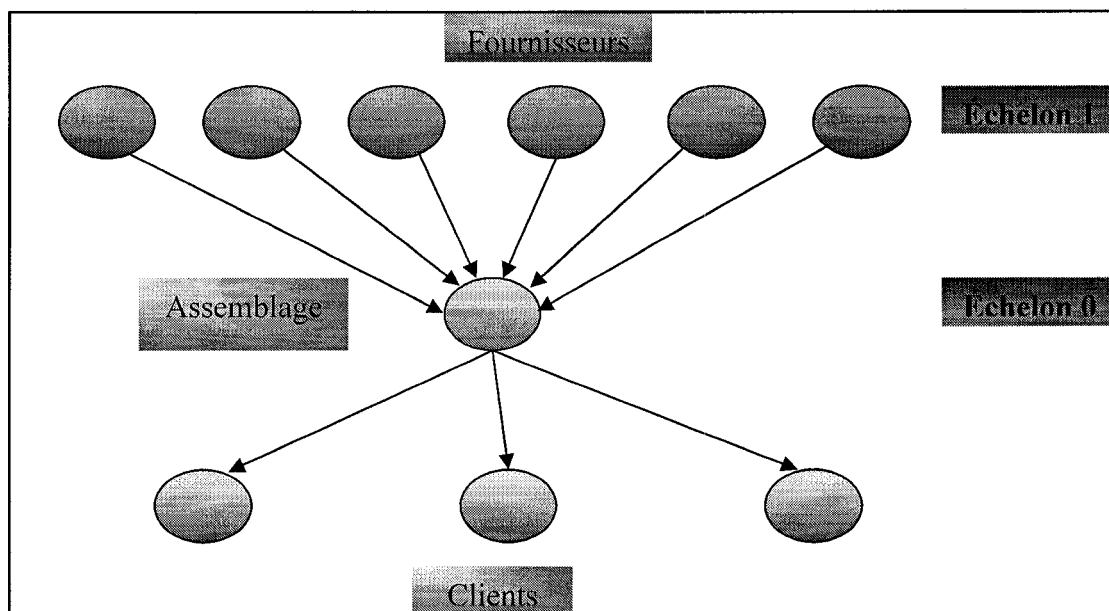 Fournisseurs
Échelon 1
Assemblage
Échelon 0
Clients